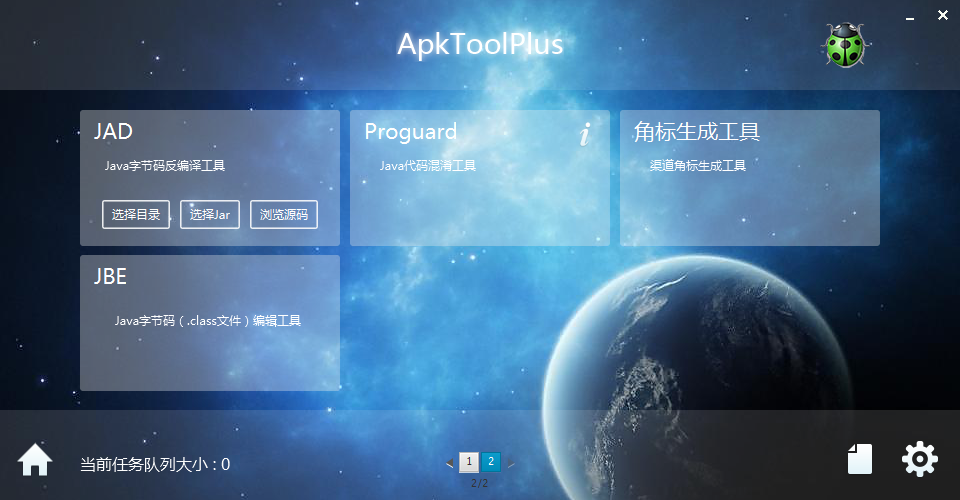 ApkToolPlus
JAD
Java字节码反编译工具
选择目录 选择Jar 浏览源码
Proguard i
Java代码混淆工具
角标生成工具
渠道角标生成工具
JBE
Java字节码（.class文件）编辑工具
当前任务队列大小 : 0
1 2
2/2